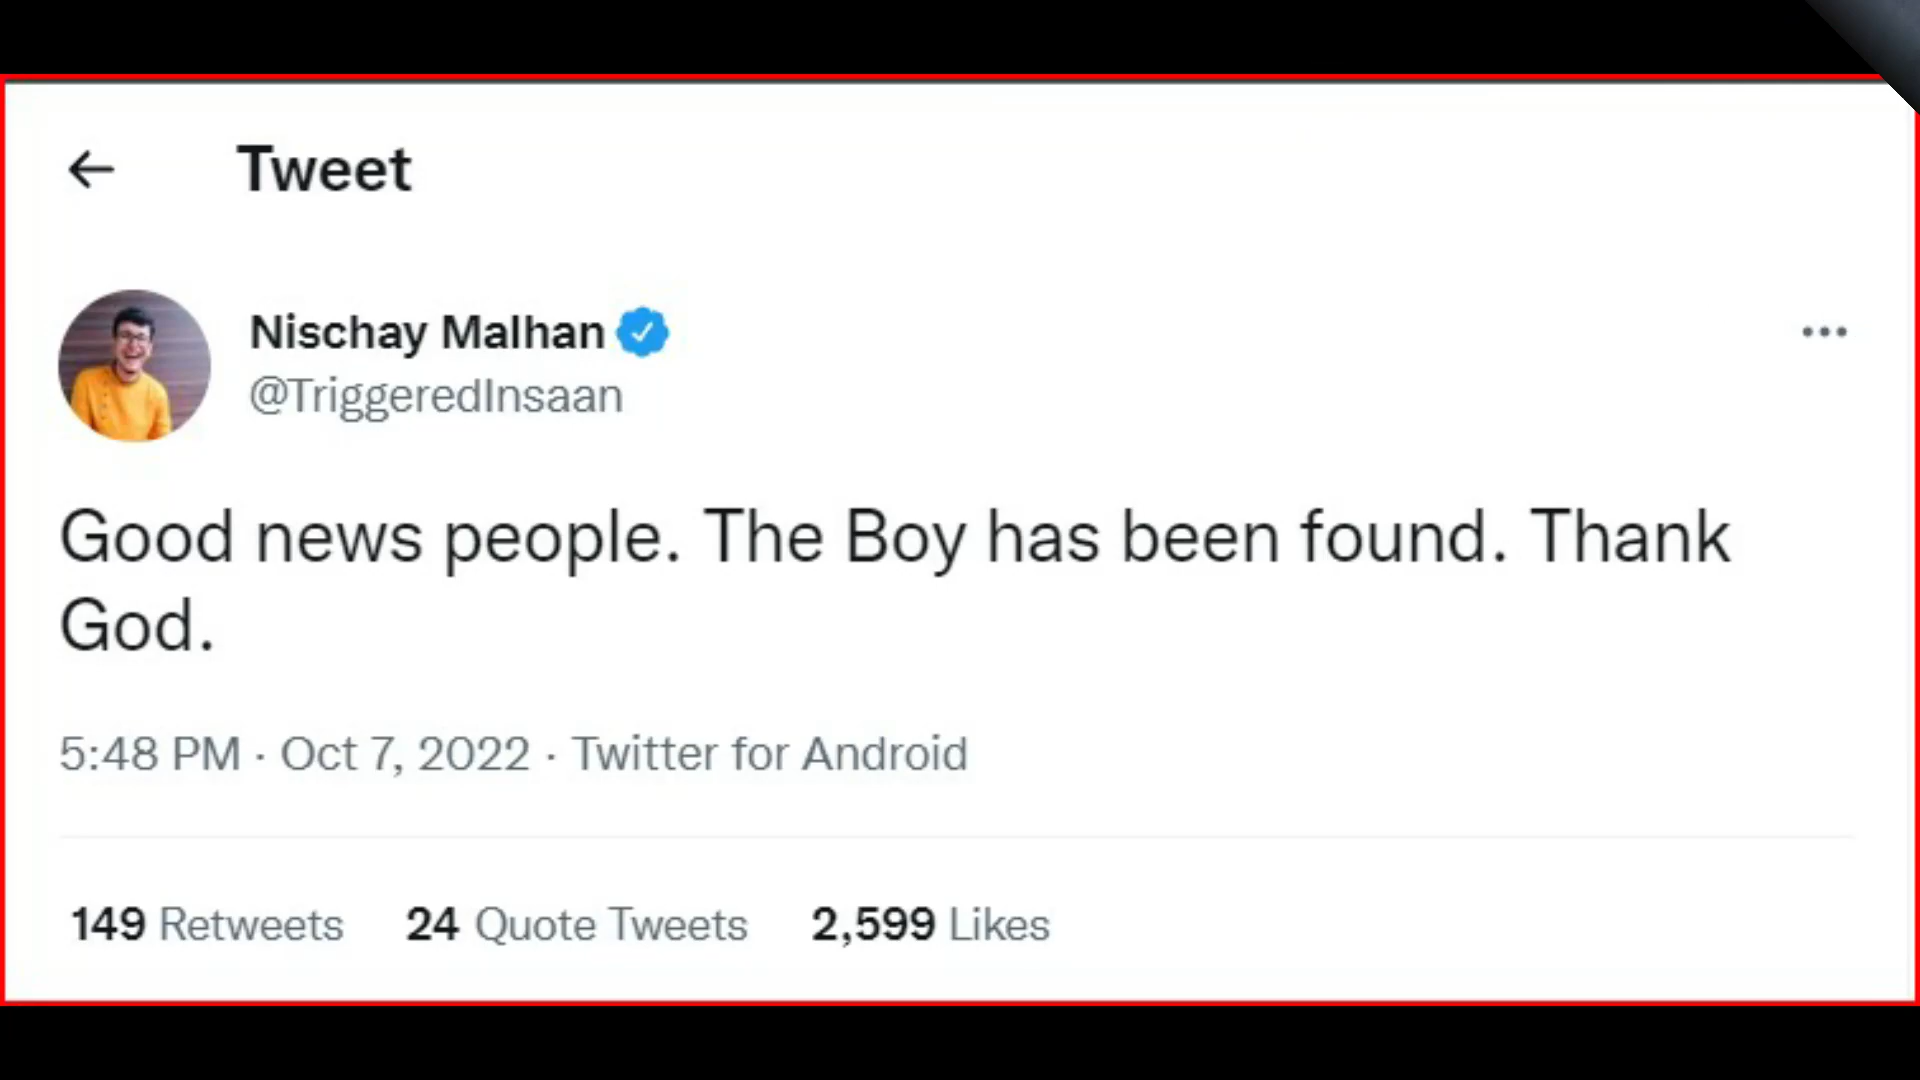 Tweet
Nischay Malhan
@TriggeredInsaan
Good news people. The Boy has been found. Thank
God.
5:48 PM · Oct 7, 2022 · Twitter for Android
149 Retweets 24 Quote Tweets 2,599 Likes